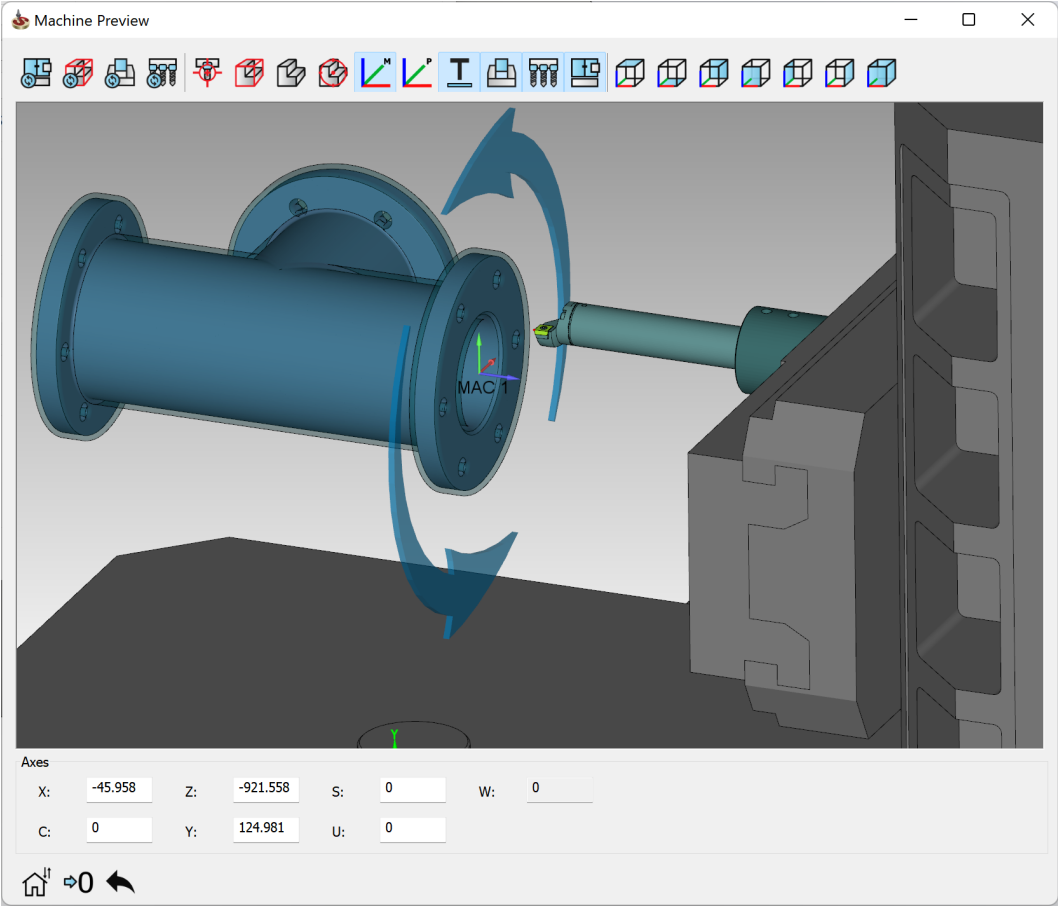 Machine Preview
M
P
T
MAC 1
Y
Axes
X: -45.958 Z: -921.558 S: 0 W: 0
C: 0 Y: 124.981 U: 0
0